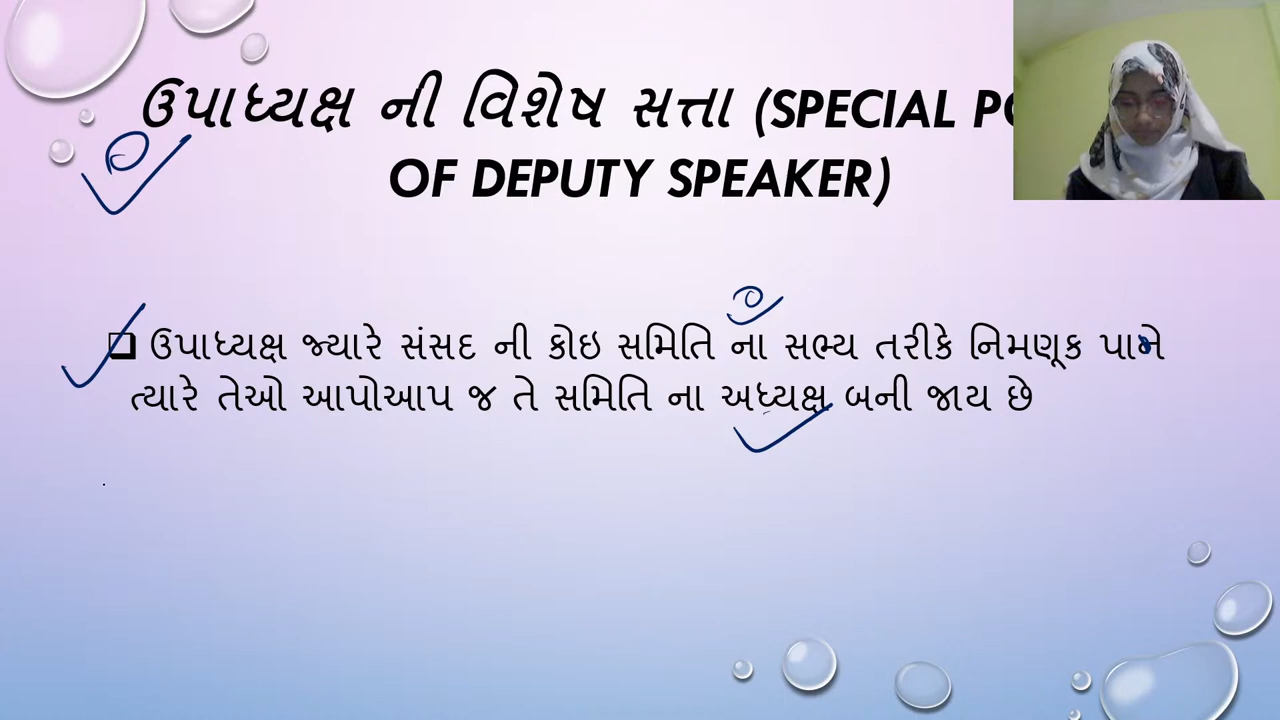 ઉપાધ્યક્ષ ની વિશેષ સત્તા (SPECIAL
OF DEPUTY SPEAKER)
❑ ઉપાધ્યક્ષ જ્યારે સંસદ ની કોઇ સમિતિ ના સભ્ય તરીકે નિમણૂક પામે
ત્યારે તેઓ આપોઆપ જ તે સમિતિ ના અધ્યક્ષ બની જાય છે